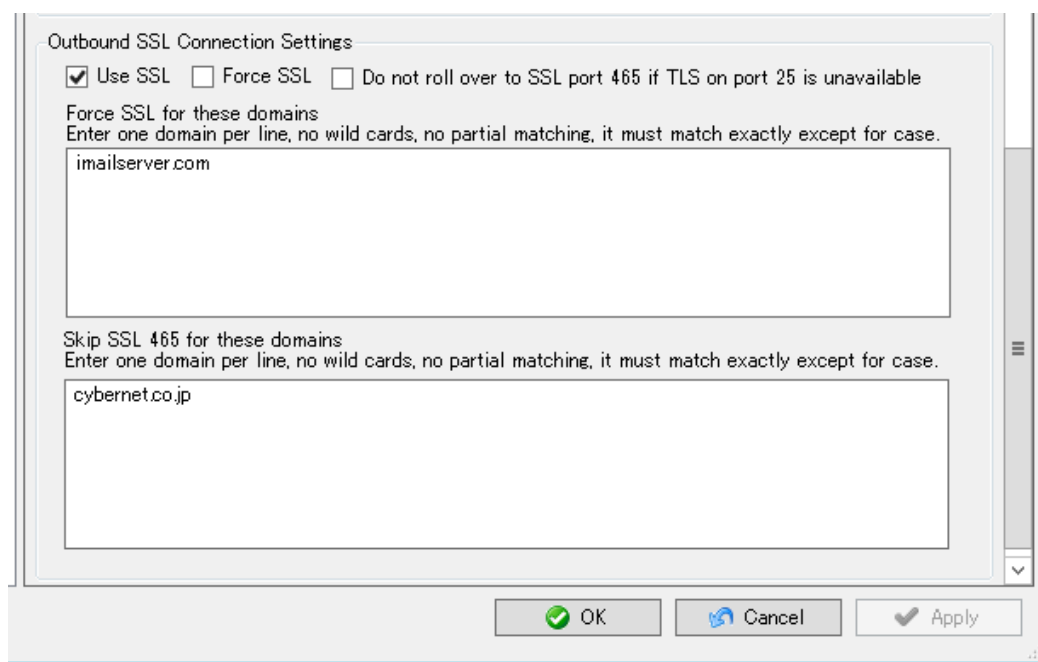 Outbound SSL Connection Settings
Use SSL Force SSL Do not roll over to SSL port 465 if TLS on port 25 is unavailable
Force SSL for these domains
Enter one domain per line, no wild cards, no partial matching, it must match exactly except for case.
imailserver.com
Skip SSL 465 for these domains
Enter one domain per line, no wild cards, no partial matching, it must match exactly except for case.
cybernet.co.jp
OK Cancel Apply